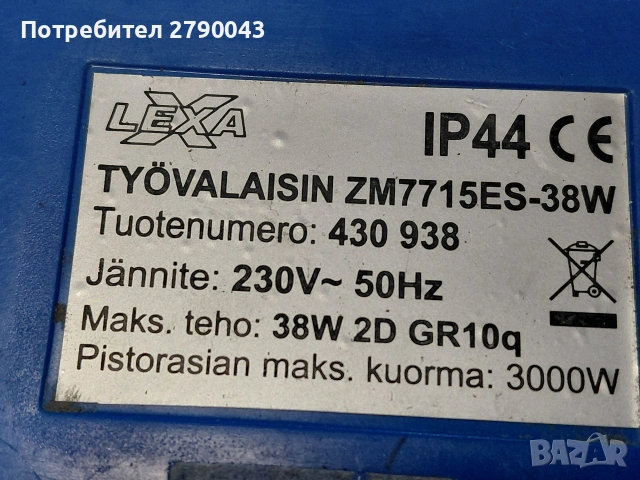 Потребител 2790043
LEXA
IP44 CE
TYÖVALAISIN ZM7715ES-38W
Tuotenumero: 430 938
Jännite: 230V~ 50Hz
Maks. teho: 38W 2D GR10q
Pistorasian maks. kuorma: 3000W
BAZAR